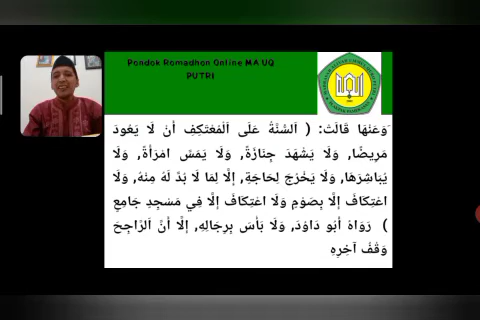 Pondok Romadhon Online MA UQ
PUTRI
وَعَنْهَا قَالَتْ: ( اَلسُّنَّةُ عَلَى اَلْمُعْتَكِفِ أَنْ لَا يَعُودَ
مَرِيضًا, وَلَا يَشْهَدَ جِنَازَةً, وَلَا يَمَسَّ امْرَأَةً, وَلَا
يُبَاشِرَهَا, وَلَا يَخْرُجَ لِحَاجَةٍ, إِلَّا لِمَا لَا بُدَّ لَهُ مِنْهُ, وَلَا
اعْتِكَافَ إِلَّا بِصَوْمٍ وَلَا اعْتِكَافَ إِلَّا فِي مَسْجِدٍ جَامِعٍ
) رَوَاهُ أَبُو دَاوُدَ, وَلَا بَأْسَ بِرِجَالِهِ, إِلَّا أَنَّ اَلرَّاجِحَ
وَقْفُ آخِرِهِ